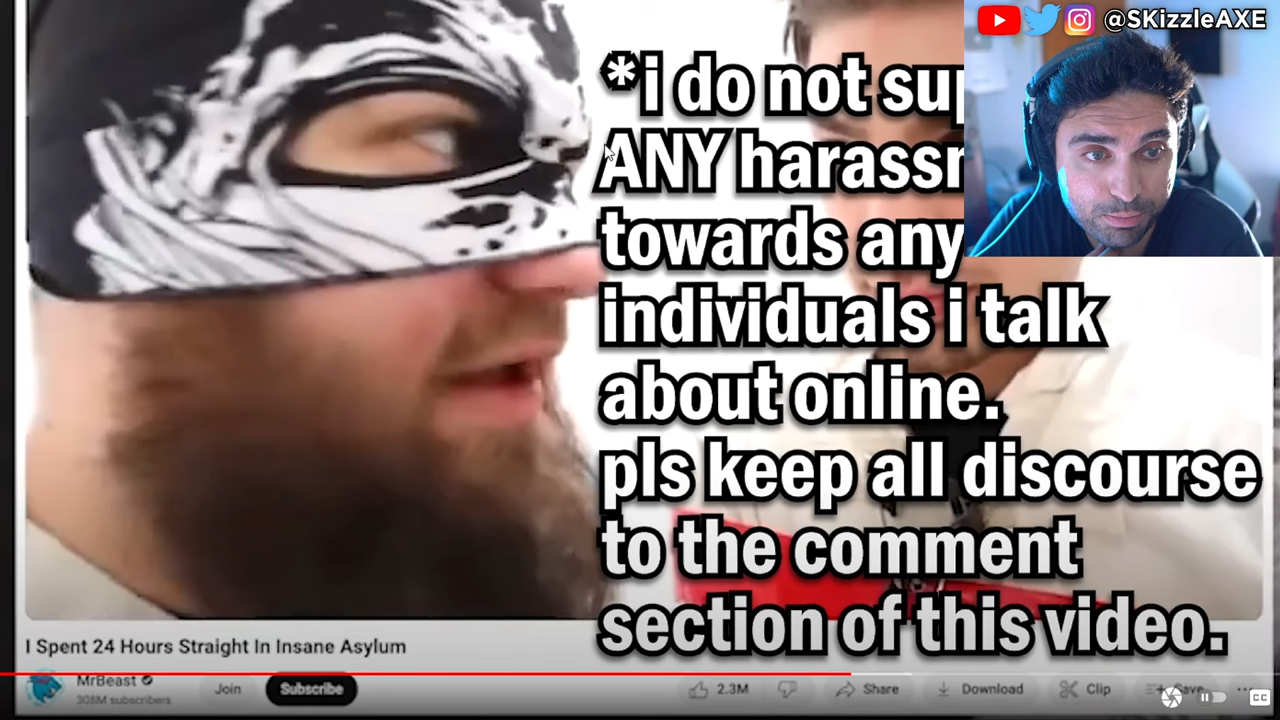 @SKizzleAXE
*i do not sup
ANY harassm
towards any
individuals i talk
about online.
pls keep all discourse
to the comment
section of this video.
I Spent 24 Hours Straight In Insane Asylum
MrBeast
308M subscribers
Join
Subscribe
2.3M
Share
Download
Clip
Save
CC